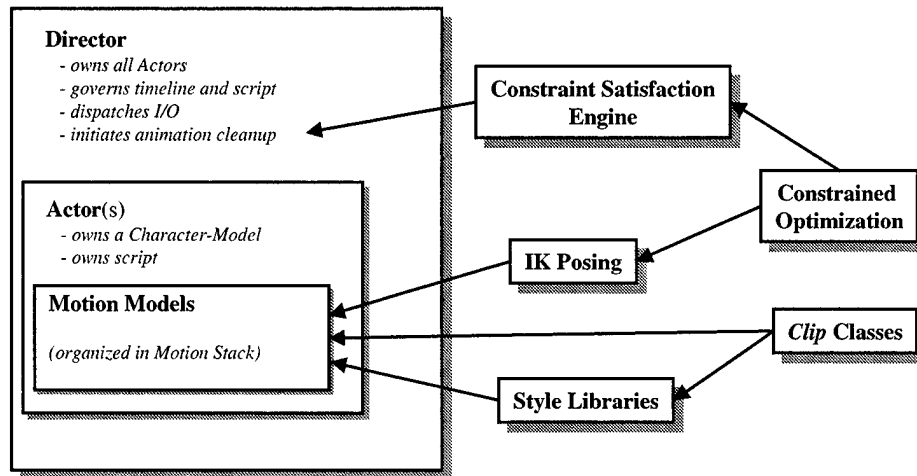 Director
- owns all Actors
- governs timeline and script
- dispatches I/O
- initiates animation cleanup
Constraint Satisfaction
Engine
Constrained
Optimization
Actor(s)
- owns a Character-Model
- owns script
IK Posing
Motion Models
(organized in Motion Stack)
Clip Classes
Style Libraries